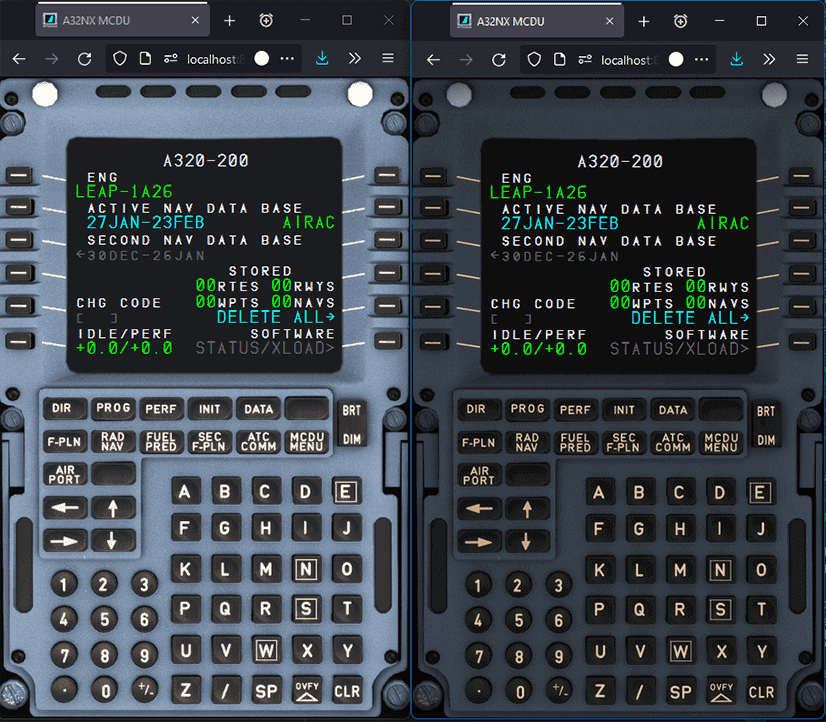 A32NX MCDU
localhost:8
A320-200
ENG
LEAP-1A26
ACTIVE NAV DATA BASE
27JAN-23FEB AIRAC
SECOND NAV DATA BASE
←30DEC-26JAN
STORED
00RTES 00RWYS
CHG CODE 00WPTS 00NAVS
[ ] DELETE ALL→
IDLE/PERF SOFTWARE
+0.0/+0.0 STATUS/XLOAD>
DIR PROG PERF INIT DATA BRT
F-PLN RAD NAV FUEL PRED SEC F-PLN ATC COMM MCDU MENU DIM
AIR PORT
← ↑
→ ↓
A B C D E
F G H I J
K L M N O
1 2 3 P Q R S T
4 5 6 U V W X Y
7 8 9 Z / SP OVFY CLR
. 0 +/-
A32NX MCDU
localhost:8
A320-200
ENG
LEAP-1A26
ACTIVE NAV DATA BASE
27JAN-23FEB AIRAC
SECOND NAV DATA BASE
←30DEC-26JAN
STORED
00RTES 00RWYS
CHG CODE 00WPTS 00NAVS
[ ] DELETE ALL→
IDLE/PERF SOFTWARE
+0.0/+0.0 STATUS/XLOAD>
DIR PROG PERF INIT DATA BRT
F-PLN RAD NAV FUEL PRED SEC F-PLN ATC COMM MCDU MENU DIM
AIR PORT
← ↑
→ ↓
A B C D E
F G H I J
K L M N O
1 2 3 P Q R S T
4 5 6 U V W X Y
7 8 9 Z / SP OVFY CLR
. 0 +/-